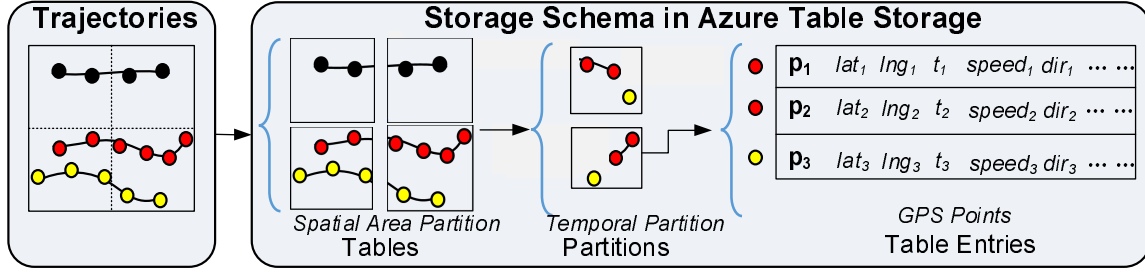 Trajectories
Storage Schema in Azure Table Storage
p1 lat1 lng1 t1 speed1 dir1 ... ...
p2 lat2 lng2 t2 speed2 dir2 ... ...
p3 lat3 lng3 t3 speed3 dir3 ... ...
Spatial Area Partition
Tables
Temporal Partition
Partitions
GPS Points
Table Entries